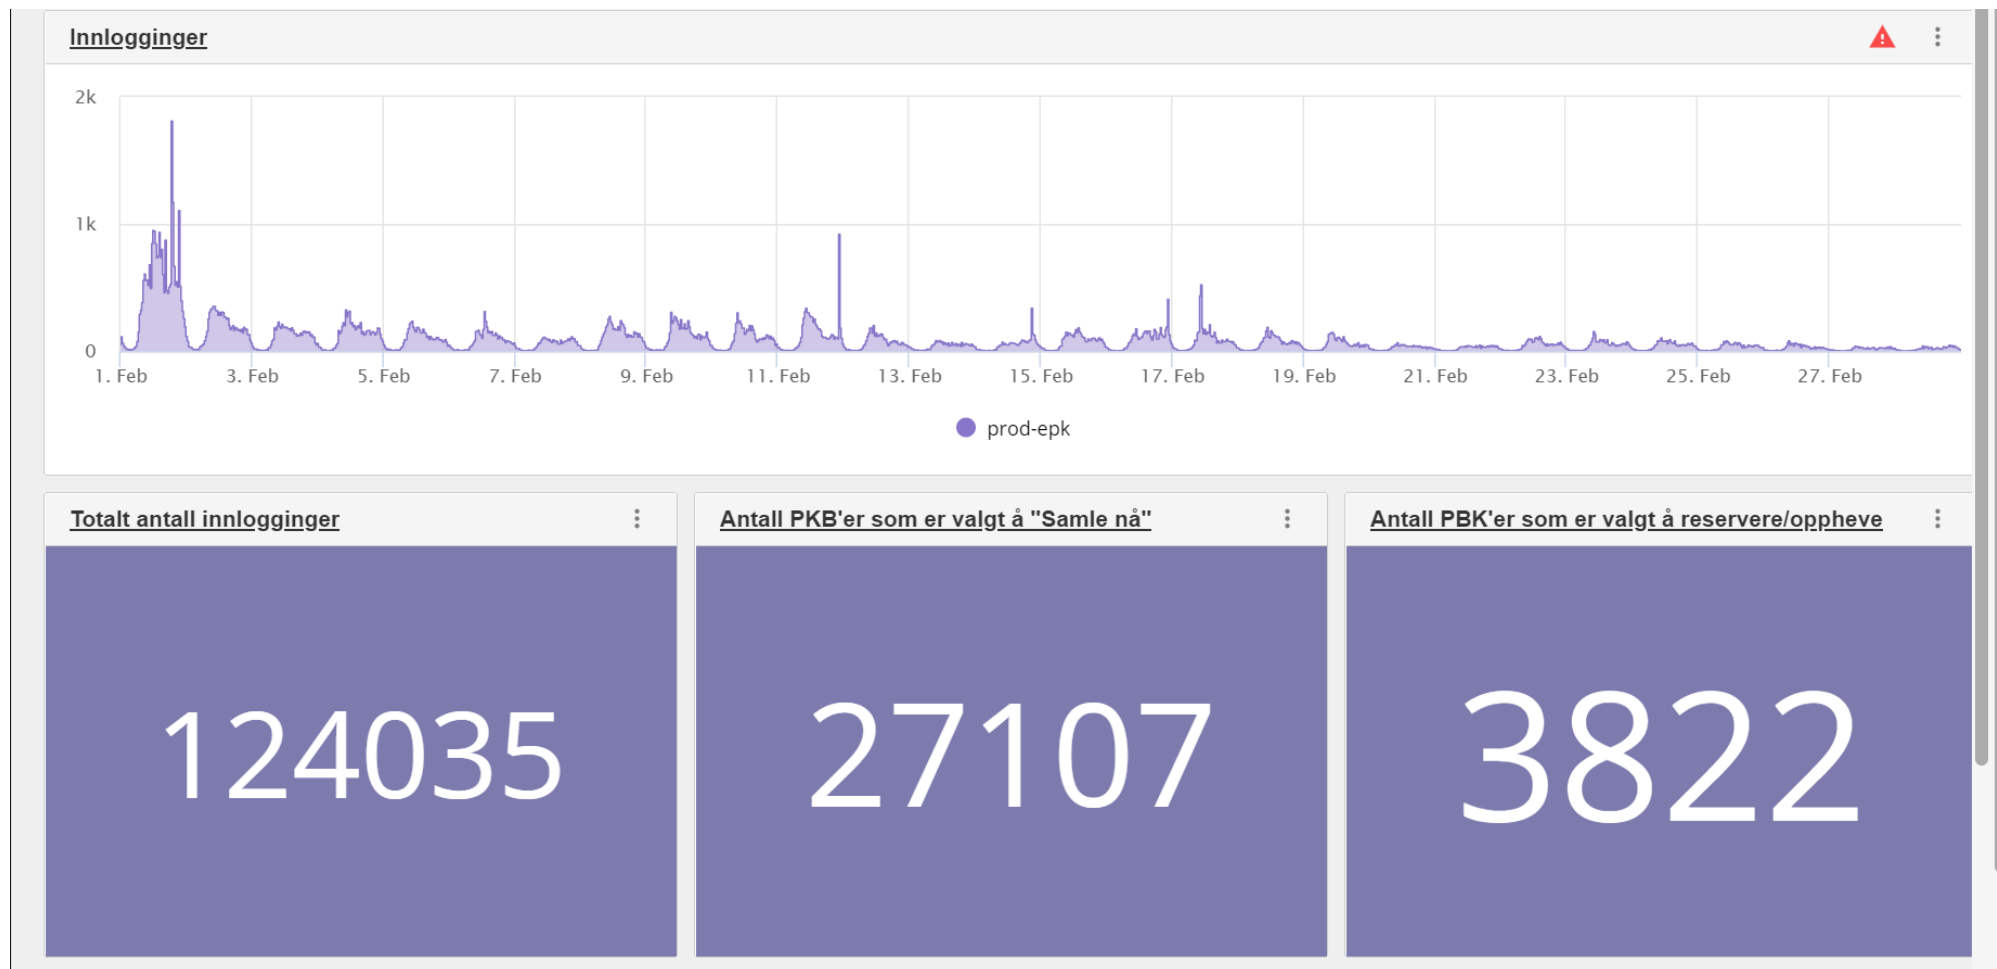 Innlogginger
2k
1k
0
1. Feb 3. Feb 5. Feb 7. Feb 9. Feb 11. Feb 13. Feb 15. Feb 17. Feb 19. Feb 21. Feb 23. Feb 25. Feb 27. Feb
prod-epk
Totalt antall innlogginger
124035
Antall PKB'er som er valgt å "Samle nå"
27107
Antall PBK'er som er valgt å reservere/oppheve
3822